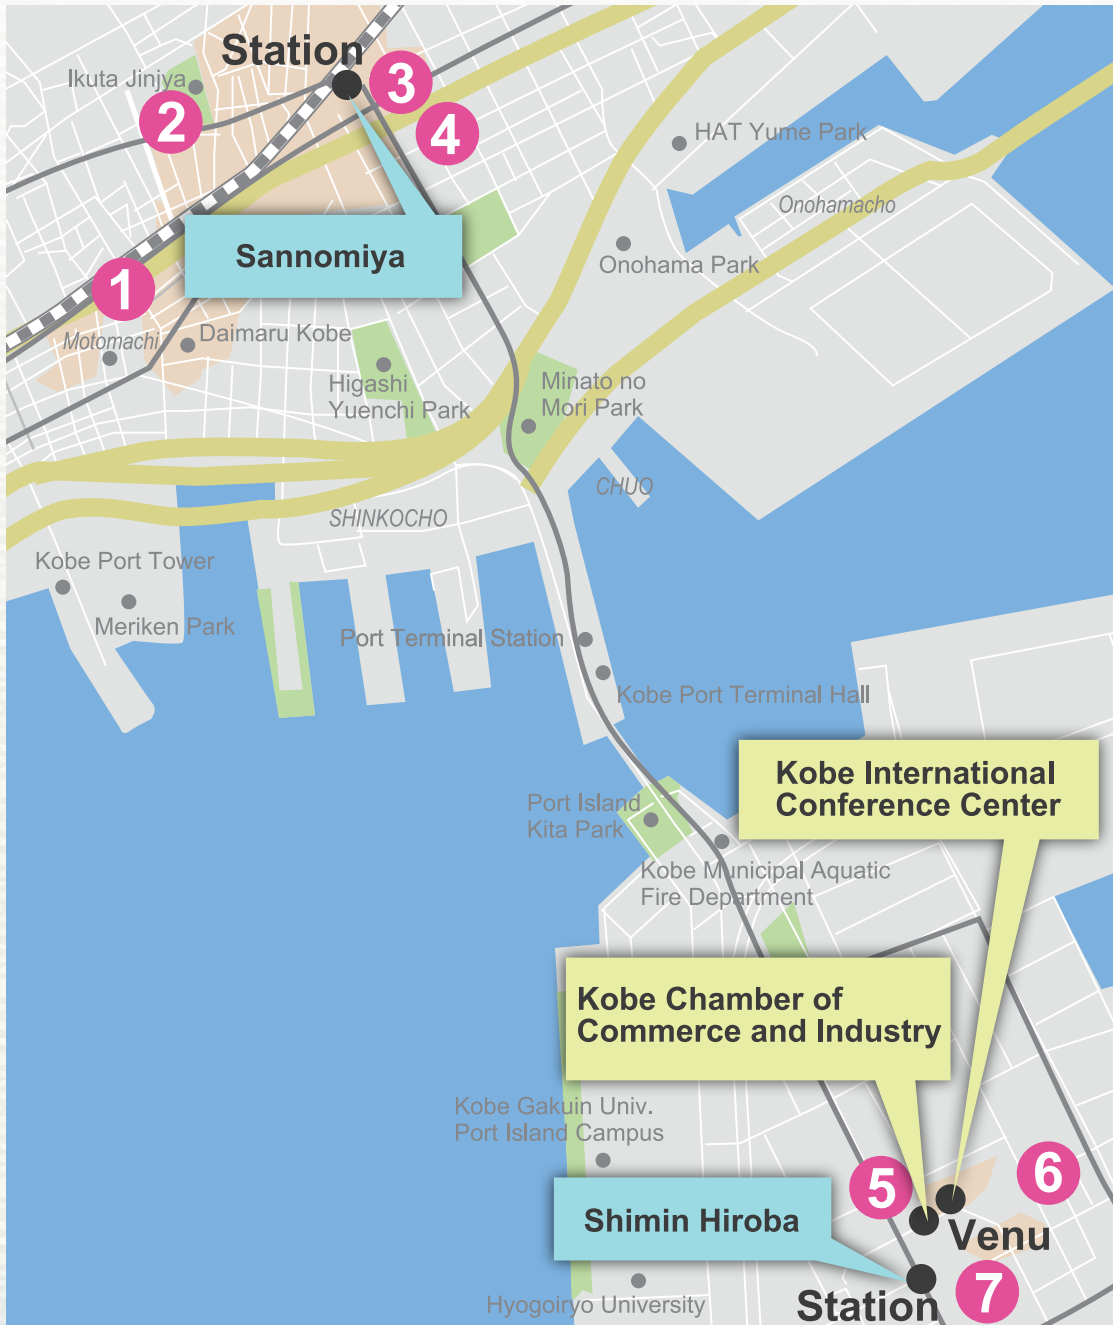 Station
Ikuta Jinjya
3
2
4
HAT Yume Park
Onohamacho
Sannomiya
Onohama Park
1
Motomachi
Daimaru Kobe
Higashi
Yuenchi Park
Minato no
Mori Park
CHUO
SHINKOCHO
Kobe Port Tower
Meriken Park
Port Terminal Station
Kobe Port Terminal Hall
Kobe International
Conference Center
Port Island
Kita Park
Kobe Municipal Aquatic
Fire Department
Kobe Chamber of
Commerce and Industry
Kobe Gakuin Univ.
Port Island Campus
5
6
Shimin Hiroba
Venu
7
Hyogoiryo University
Station